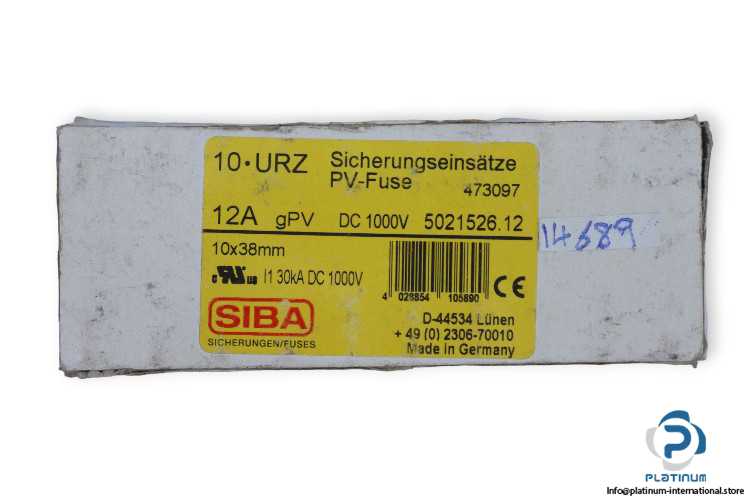 10·URZ Sicherungseinsätze
PV-Fuse 473097
12A gPV DC 1000V 5021526.12
14689
10x38mm
c UR us I1 30kA DC 1000V
4 028854 105890
CE
SIBA
SICHERUNGEN/FUSES
D-44534 Lünen
+ 49 (0) 2306-70010
Made in Germany
PLATINUM
Info@platinum-international.store